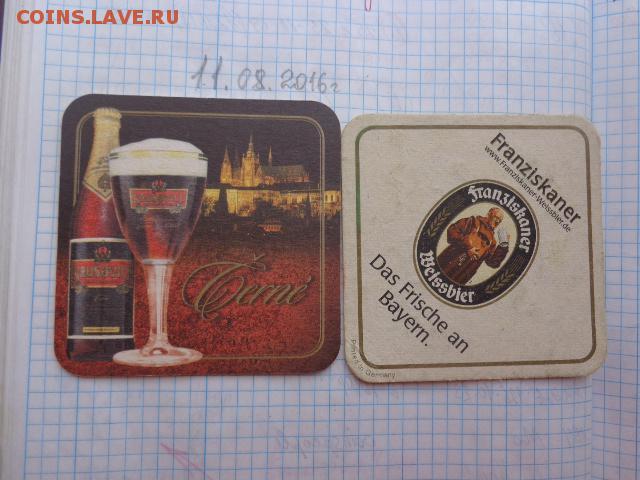 COINS.LAVE.RU
11.08.2016г
Černé
Franziskaner
www.Franziskaner-Weissbier.de
Franziskaner
Weissbier
Das Frische an
Bayern.
Printed in Germany